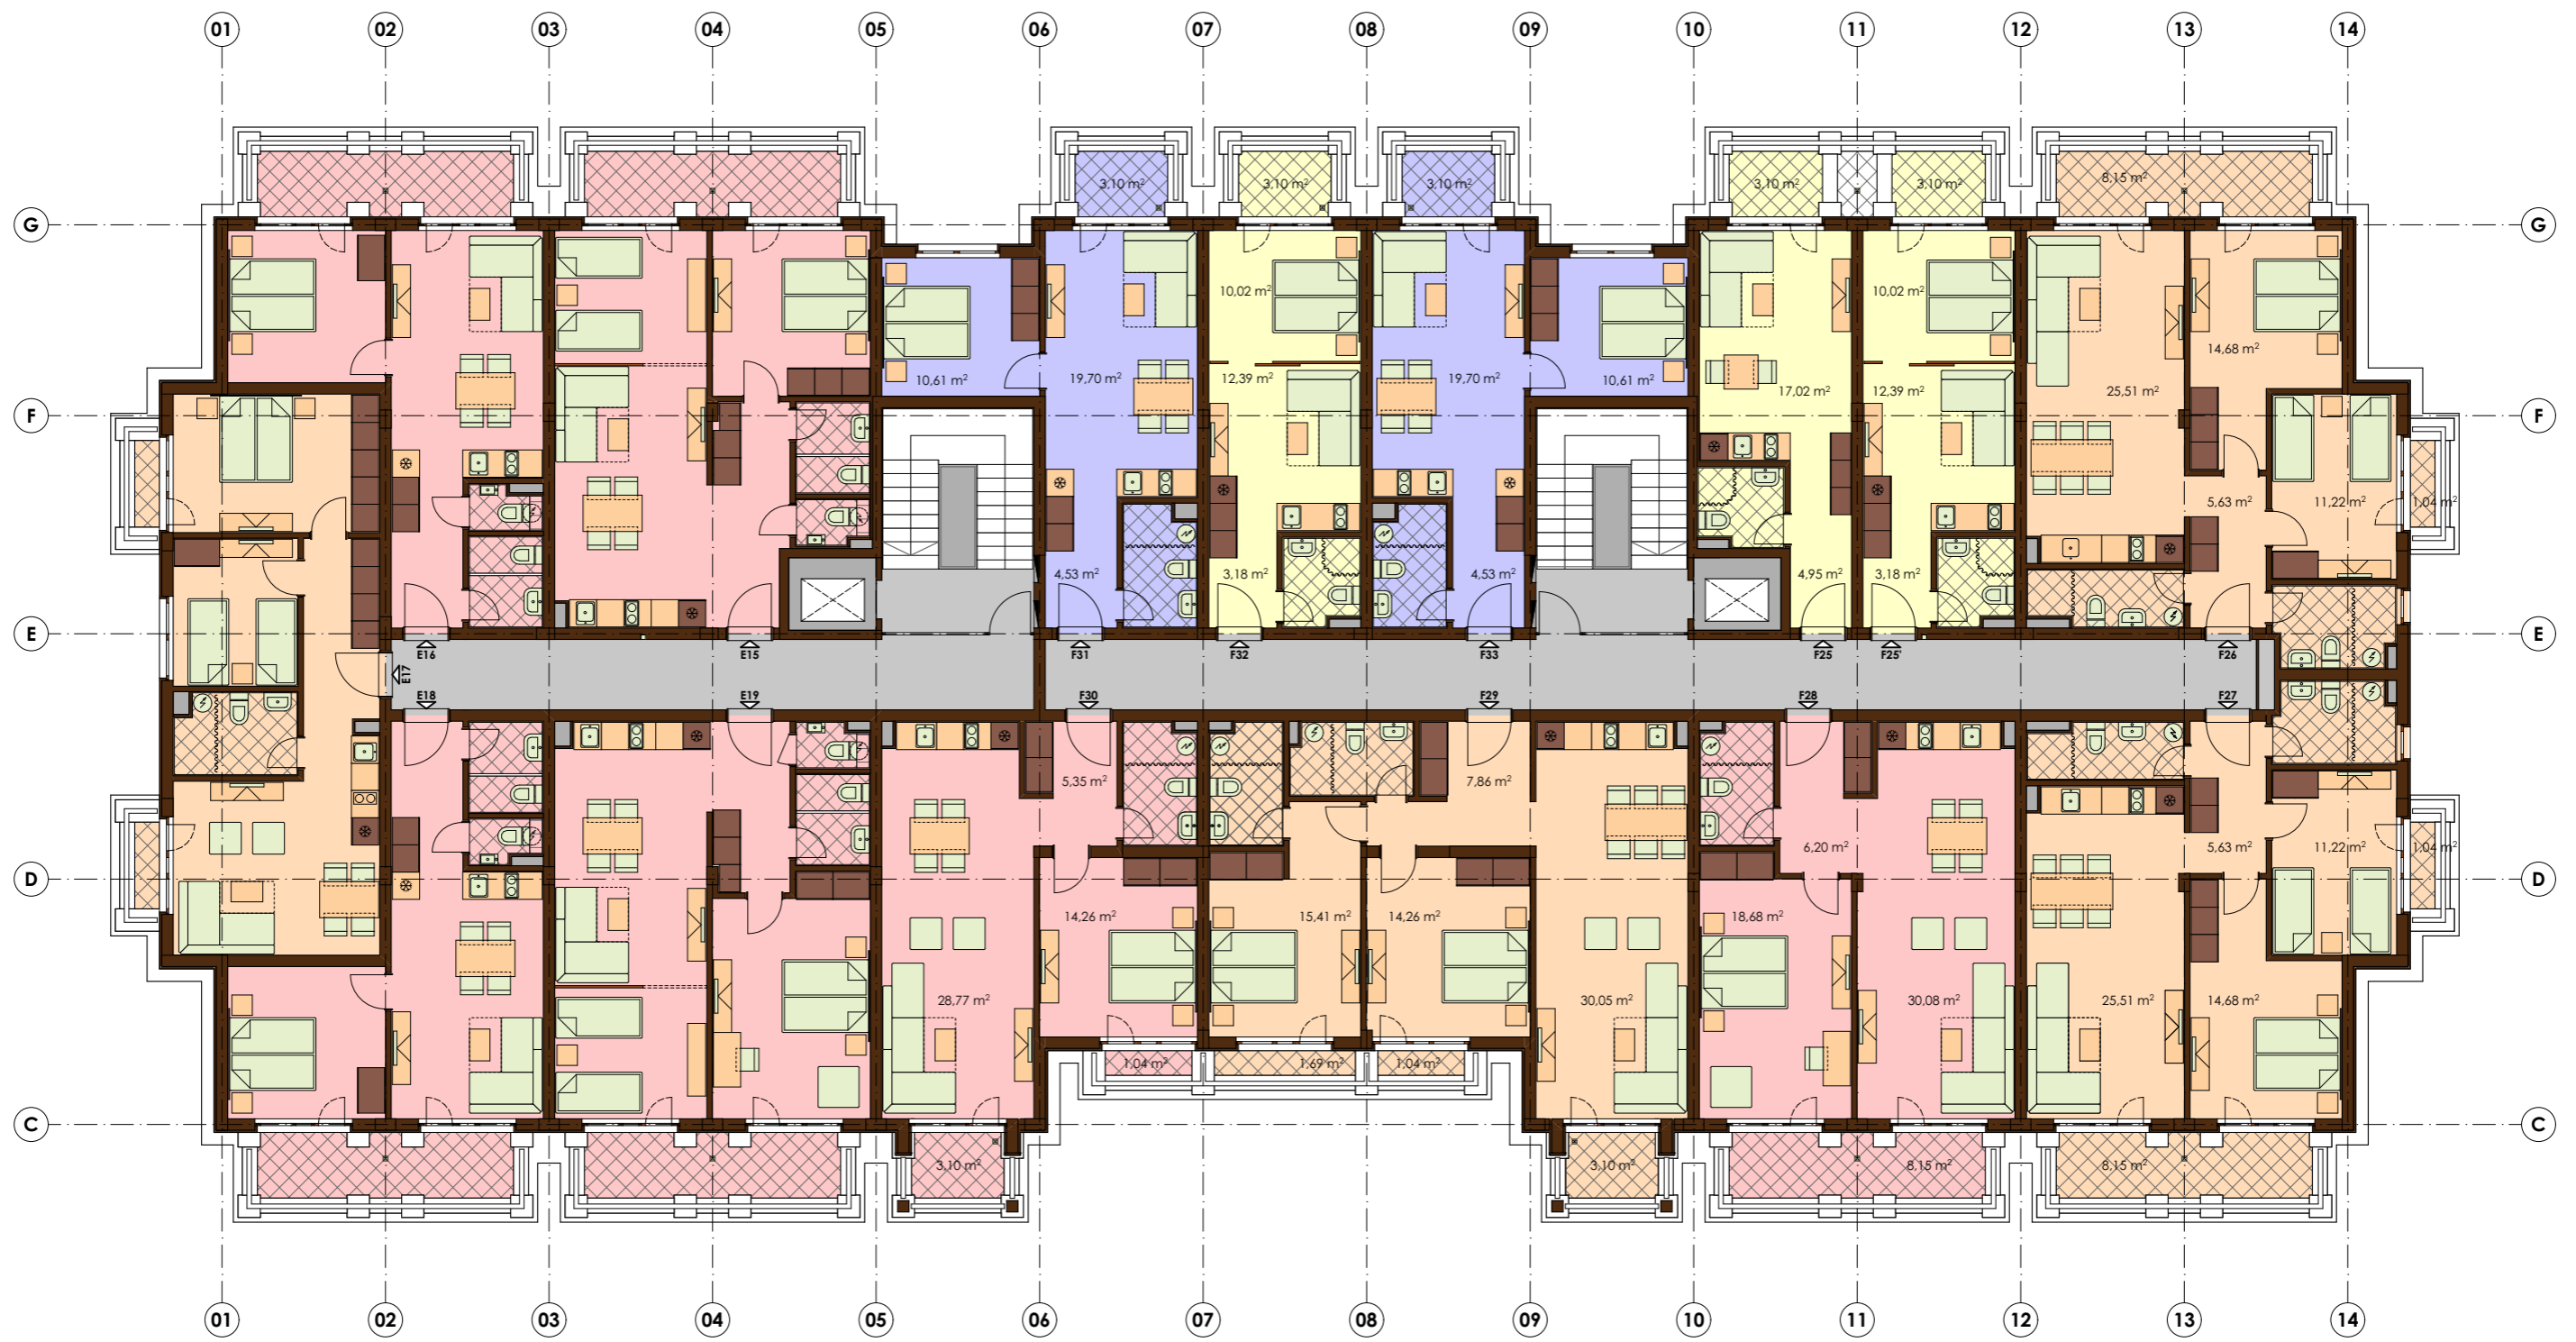 01 02 03 04 05 06 07 08 09 10 11 12 13 14
3,10 m² 3,10 m² 3,10 m² 3,10 m² 3,10 m² 8,15 m²
G G
10,02 m² 10,02 m²
14,68 m²
10,61 m² 19,70 m² 12,39 m² 19,70 m² 10,61 m² 17,02 m² 12,39 m² 25,51 m²
F F
5,63 m² 11,22 m² 1,04 m²
4,53 m² 3,18 m² 4,53 m² 4,95 m² 3,18 m²
E E
E16 E15 F31 F32 F33 F25 F25' F26
E17
E18 E19 F30 F29 F28 F27
5,35 m² 7,86 m²
6,20 m² 5,63 m² 11,22 m² 1,04 m²
D D
14,26 m² 15,41 m² 14,26 m² 18,68 m²
28,77 m² 30,05 m² 30,08 m² 25,51 m² 14,68 m²
1,04 m² 1,69 m² 1,04 m²
C C
3,10 m² 3,10 m² 8,15 m² 8,15 m²
01 02 03 04 05 06 07 08 09 10 11 12 13 14